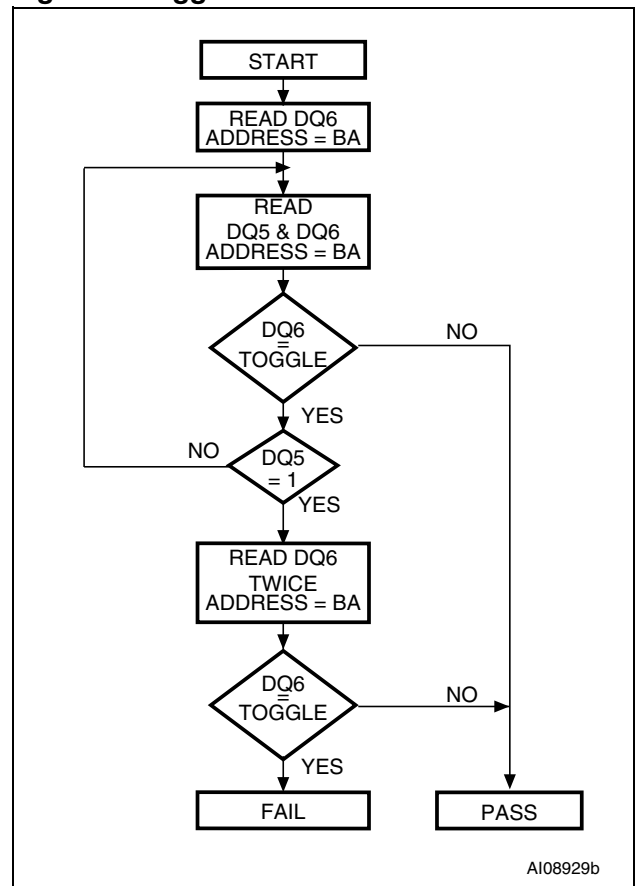 START
READ DQ6
ADDRESS = BA
READ
DQ5 & DQ6
ADDRESS = BA
DQ6
=
TOGGLE
NO
YES
NO
DQ5
= 1
YES
READ DQ6
TWICE
ADDRESS = BA
DQ6
=
TOGGLE
NO
YES
FAIL
PASS
AI08929b